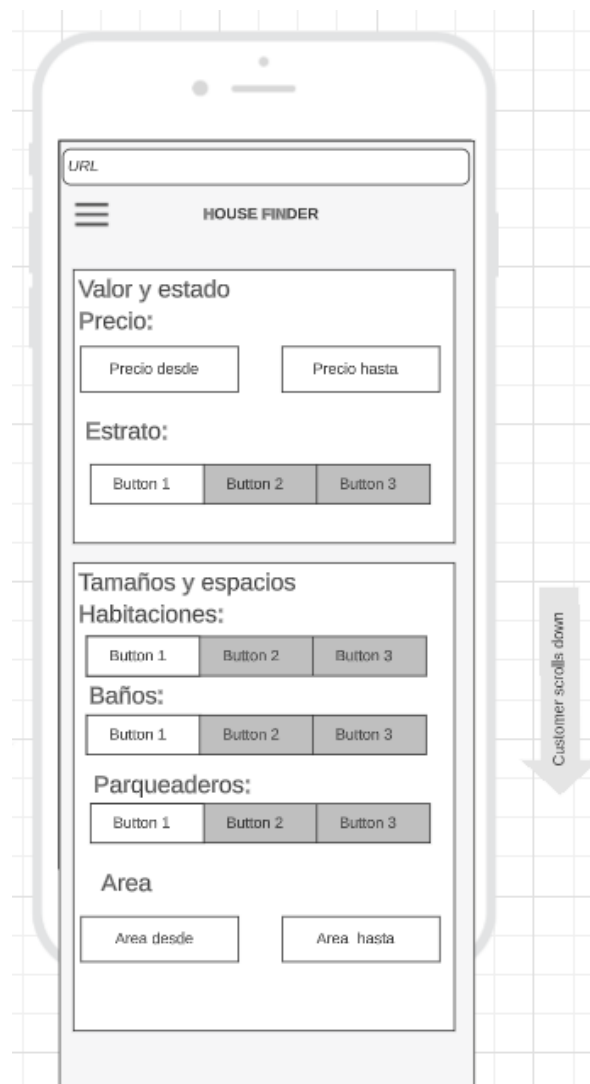 URL
HOUSE FINDER
Valor y estado
Precio:
Precio desde Precio hasta
Estrato:
Button 1 Button 2 Button 3
Tamaños y espacios
Habitaciones:
Button 1 Button 2 Button 3
Baños:
Button 1 Button 2 Button 3
Parqueaderos:
Button 1 Button 2 Button 3
Area
Area desde Area hasta
Customer scrolls down